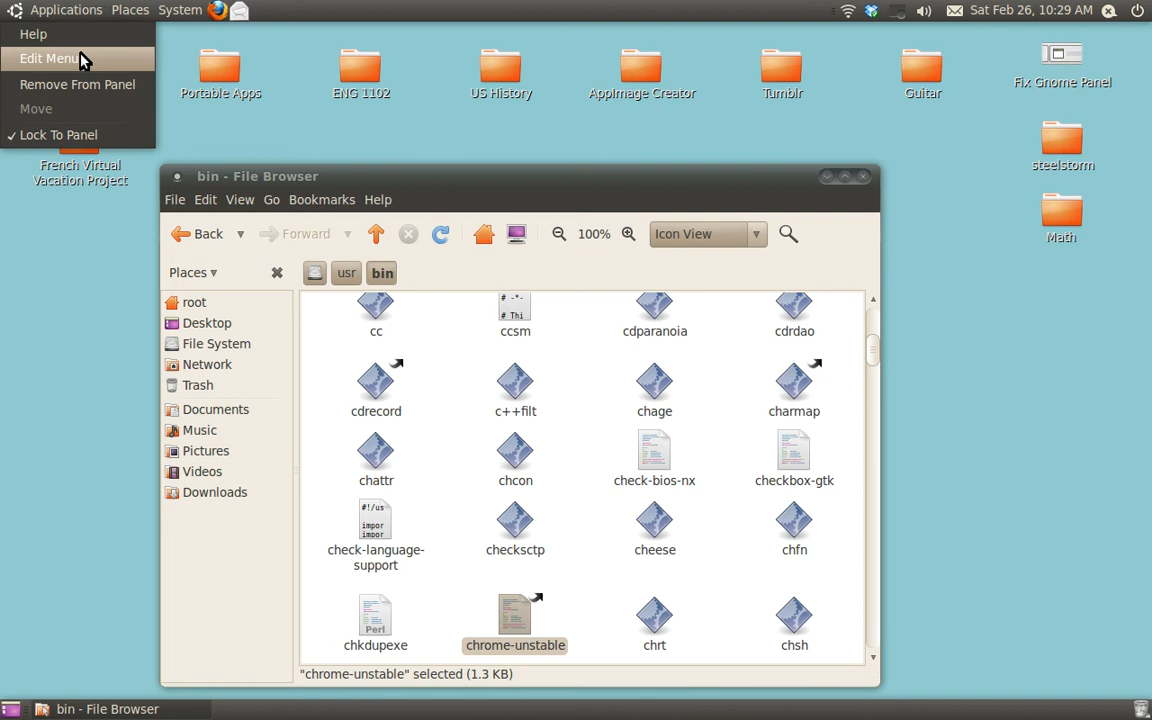 Applications Places System
Sat Feb 26, 10:29 AM
Help
Edit Menu
Remove From Panel
Move
Lock To Panel
Portable Apps
ENG 1102
US History
AppImage Creator
Tumblr
Guitar
Fix Gnome Panel
French Virtual
Vacation Project
steelstorm
Math
bin - File Browser
File Edit View Go Bookmarks Help
Back Forward 100% Icon View
Places usr bin
root
Desktop
File System
Network
Trash
Documents
Music
Pictures
Videos
Downloads
# -*-
# Thi
cc ccsm cdparanoia cdrdao
cdrecord c++filt chage charmap
chattr chcon check-bios-nx checkbox-gtk
#!/us
impor
impor
check-language-
support
checksctp cheese chfn
Perl
chkdupexe chrome-unstable chrt chsh
"chrome-unstable" selected (1.3 KB)
bin - File Browser